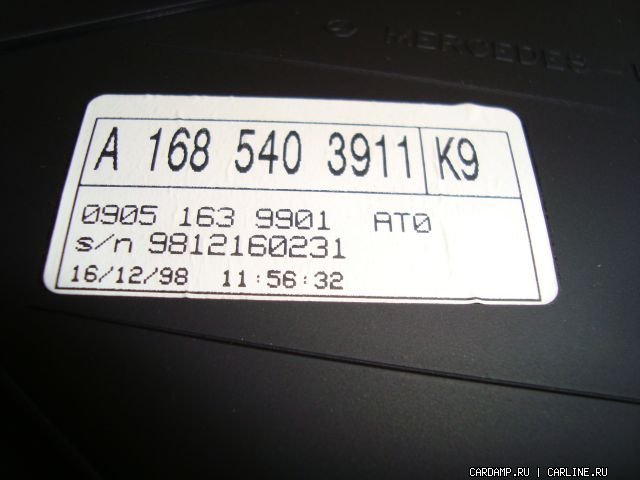 MERCEDES-
A 168 540 3911 K9
0905 163 9901 AT0
s/n 9812160231
16/12/98 11:56:32
CARDAMP.RU | CARLINE.RU